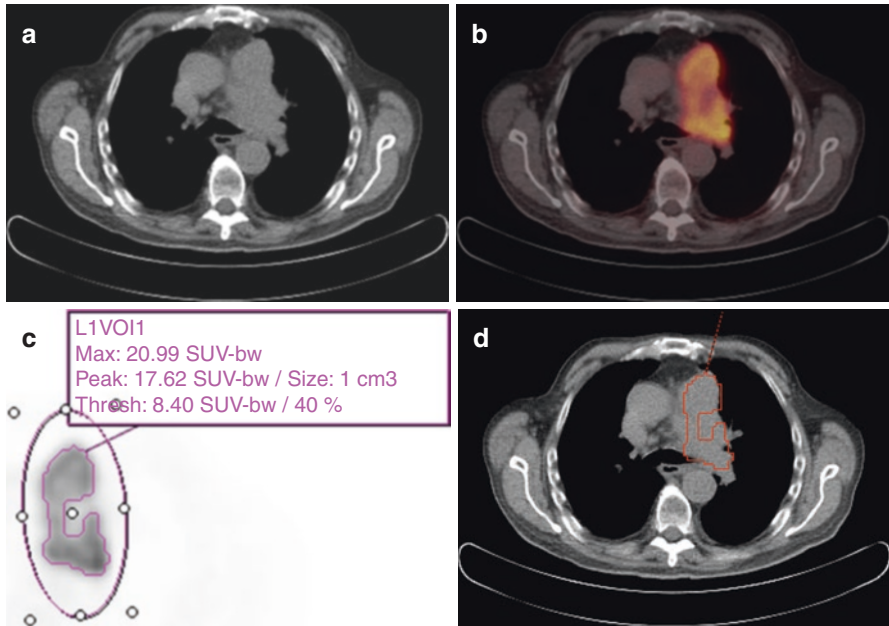 a
b
c
L1VOI1
Max: 20.99 SUV-bw
Peak: 17.62 SUV-bw / Size: 1 cm3
Thresh: 8.40 SUV-bw / 40 %
d